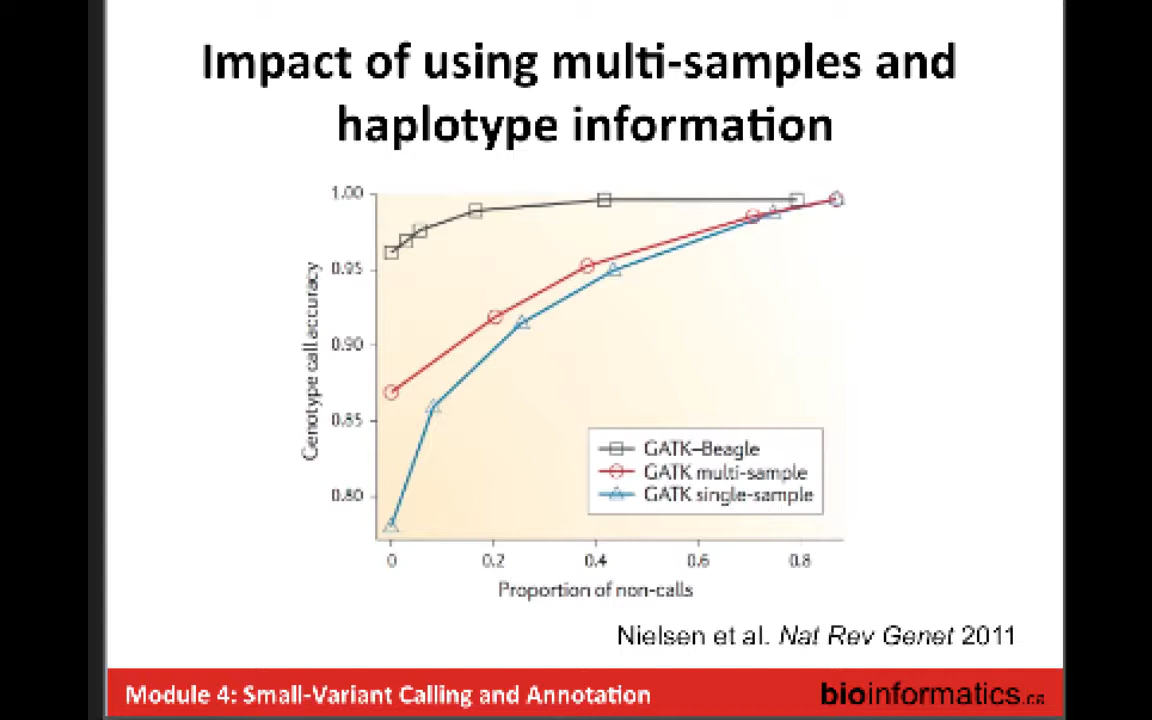 Impact of using multi-samples and
haplotype information
1.00
0.95
0.90
0.85
0.80
Genotype call accuracy
GATK–Beagle
GATK multi-sample
GATK single-sample
0 0.2 0.4 0.6 0.8
Proportion of non-calls
Nielsen et al. Nat Rev Genet 2011
Module 4: Small-Variant Calling and Annotation bioinformatics.ca